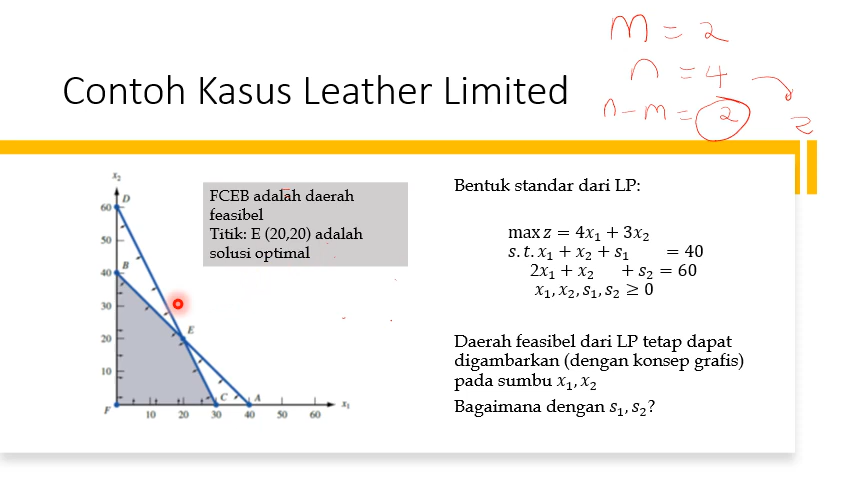 m = 2
n = 4
n - m = 2
2
Contoh Kasus Leather Limited
x₂
D
60
50
B
40
30
E
20
10
C
A
F
10 20 30 40 50 60
x₁
FCEB adalah daerah
feasibel
Titik: E (20,20) adalah
solusi optimal
Bentuk standar dari LP:
max z = 4x₁ + 3x₂
s.t. x₁ + x₂ + s₁ = 40
2x₁ + x₂ + s₂ = 60
x₁, x₂, s₁, s₂ ≥ 0
Daerah feasibel dari LP tetap dapat
digambarkan (dengan konsep grafis)
pada sumbu x₁, x₂
Bagaimana dengan s₁, s₂?